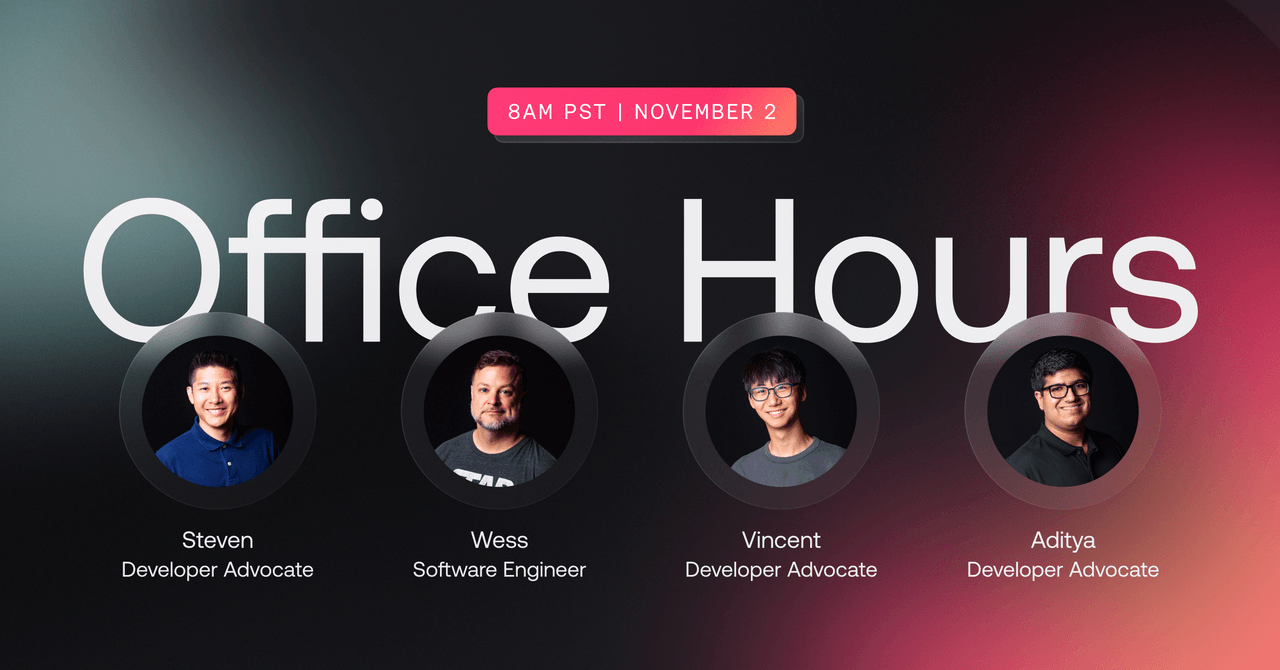 8AM PST | NOVEMBER 2
Office Hours
Steven
Developer Advocate
Wess
Software Engineer
Vincent
Developer Advocate
Aditya
Developer Advocate